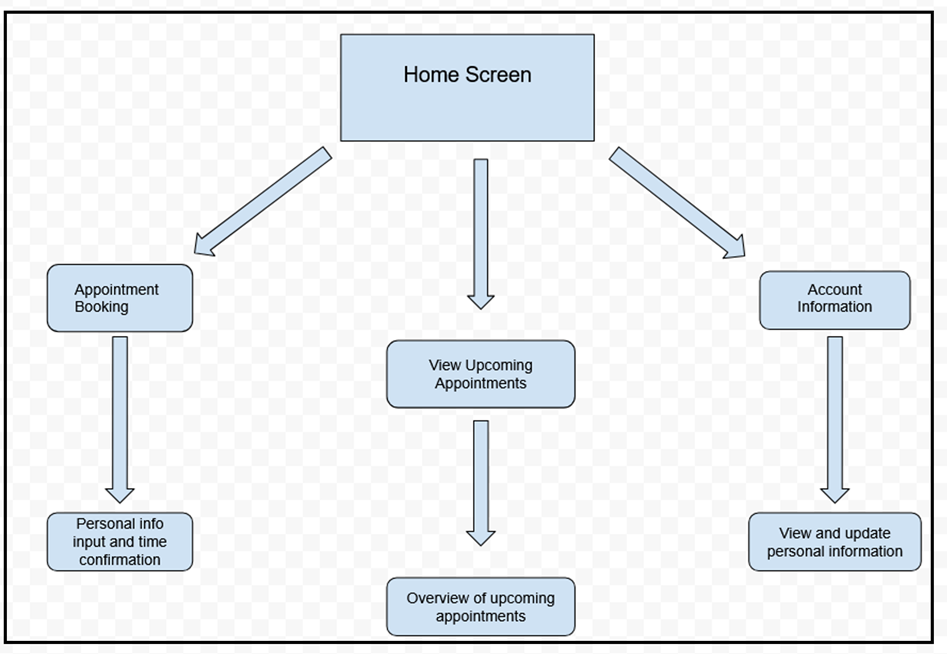 Home Screen
Appointment
Booking
Account
Information
View Upcoming
Appointments
Personal info
input and time
confirmation
View and update
personal information
Overview of upcoming
appointments